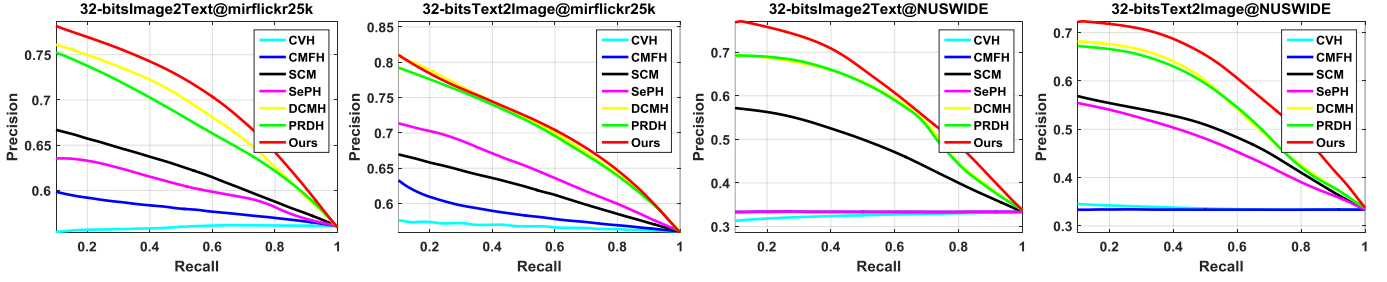 32-bitsImage2Text@mirflickr25k
Precision
0.75
0.7
0.65
0.6
0.2
0.4
0.6
0.8
1
Recall
CVH
CMFH
SCM
SePH
DCMH
PRDH
Ours
32-bitsText2Image@mirflickr25k
Precision
0.85
0.8
0.75
0.7
0.65
0.6
0.2
0.4
0.6
0.8
1
Recall
CVH
CMFH
SCM
SePH
DCMH
PRDH
Ours
32-bitsImage2Text@NUSWIDE
Precision
0.7
0.6
0.5
0.4
0.3
0.2
0.4
0.6
0.8
1
Recall
CVH
CMFH
SCM
SePH
DCMH
PRDH
Ours
32-bitsText2Image@NUSWIDE
Precision
0.7
0.6
0.5
0.4
0.3
0.2
0.4
0.6
0.8
1
Recall
CVH
CMFH
SCM
SePH
DCMH
PRDH
Ours